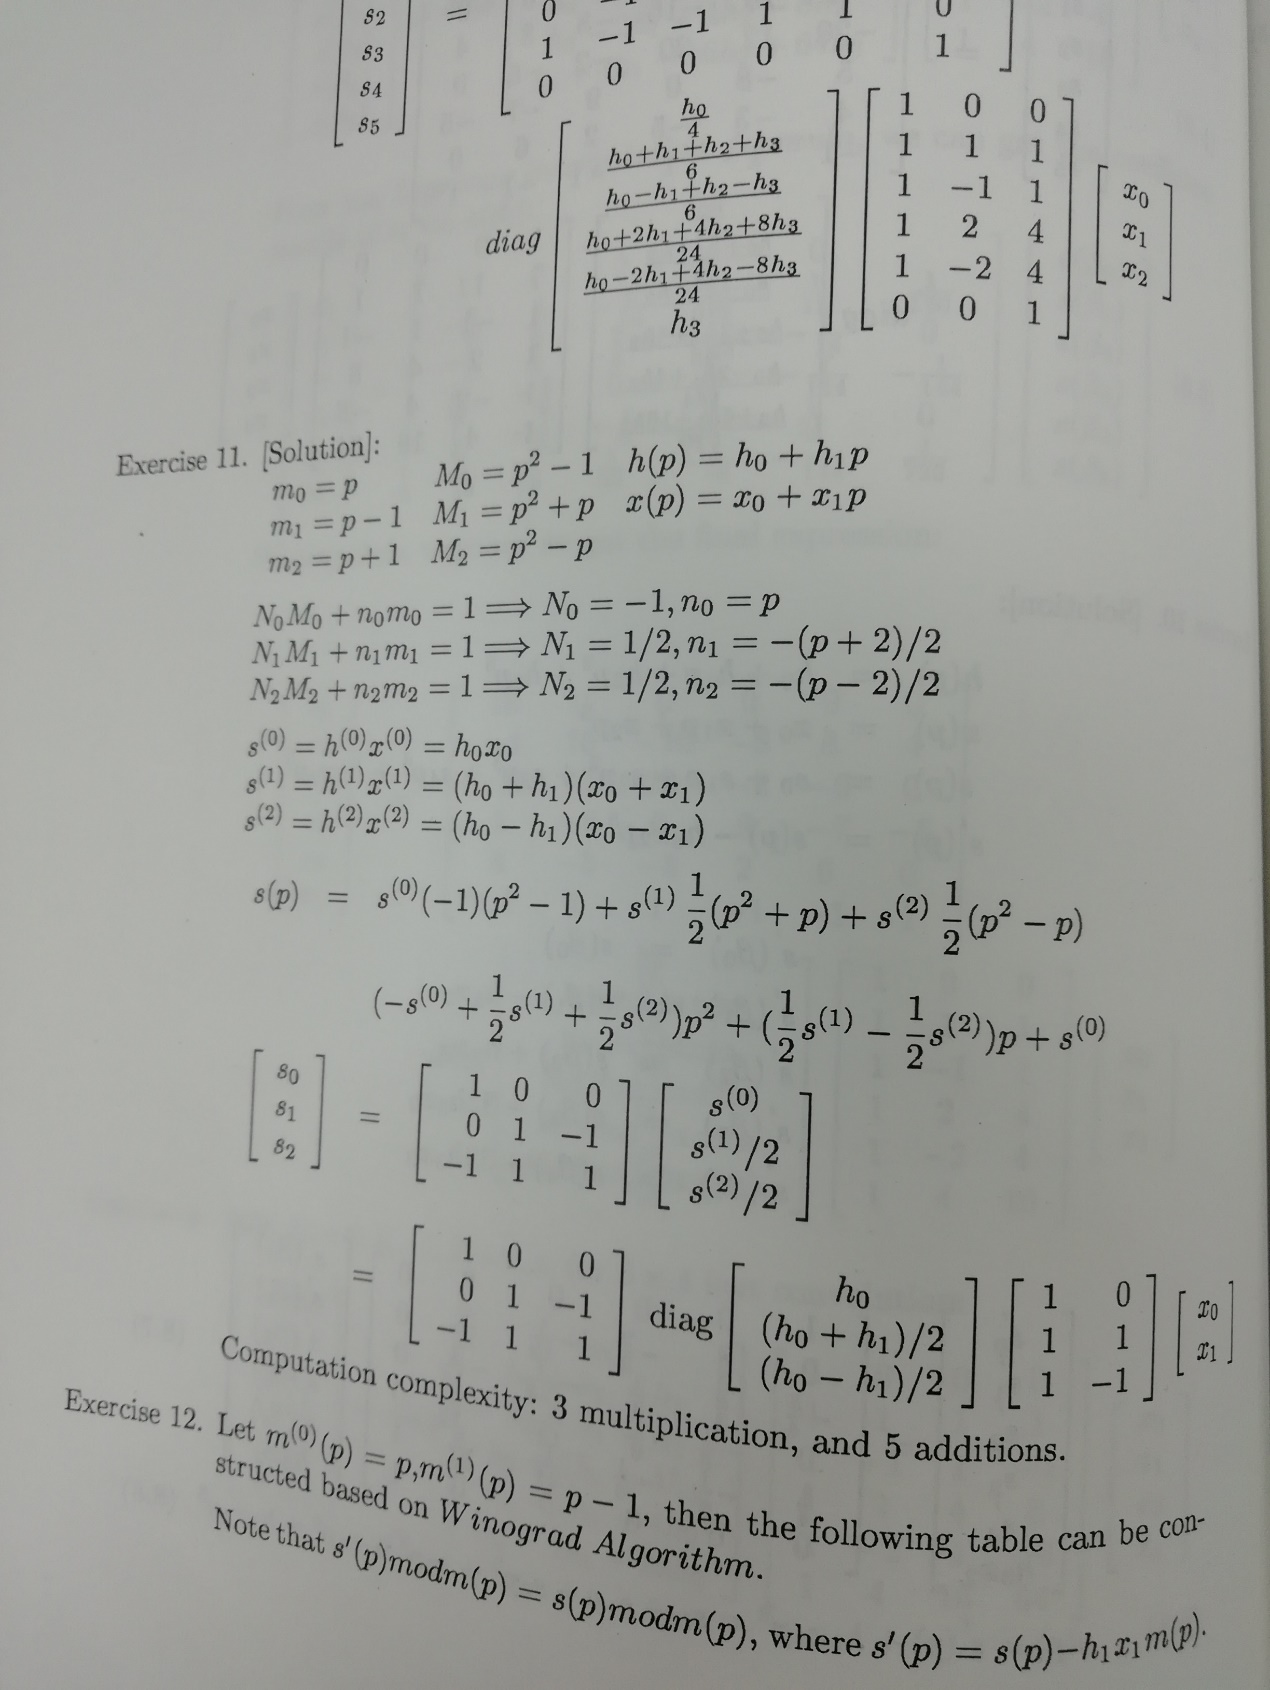 s2 = 0 -1 -1 1 1 0
s3 1 -1 -1 1 1 0
s4 0 0 0 0 0 1
s5
diag [ h0/4 ] [ 1 0 0 ]
(h0+h1+h2+h3)/6 1 1 1
(h0−h1+h2−h3)/6 1 −1 1 [ x0 ]
(h0+2h1+4h2+8h3)/24 1 2 4 [ x1 ]
(h0−2h1+4h2−8h3)/24 1 −2 4 [ x2 ]
h3 0 0 1
Exercise 11. [Solution]:
m0 = p M0 = p² − 1 h(p) = h0 + h1p
m1 = p − 1 M1 = p² + p x(p) = x0 + x1p
m2 = p + 1 M2 = p² − p
N0M0 + n0m0 = 1 ⟹ N0 = −1, n0 = p
N1M1 + n1m1 = 1 ⟹ N1 = 1/2, n1 = −(p + 2)/2
N2M2 + n2m2 = 1 ⟹ N2 = 1/2, n2 = −(p − 2)/2
s^(0) = h^(0)x^(0) = h0x0
s^(1) = h^(1)x^(1) = (h0 + h1)(x0 + x1)
s^(2) = h^(2)x^(2) = (h0 − h1)(x0 − x1)
s(p) = s^(0)(−1)(p² − 1) + s^(1) 1/2(p² + p) + s^(2) 1/2(p² − p)
(−s^(0) + 1/2 s^(1) + 1/2 s^(2))p² + (1/2 s^(1) − 1/2 s^(2))p + s^(0)
[ s0 ] [ 1 0 0 ] [ s^(0) ]
[ s1 ] = [ 0 1 −1 ] [ s^(1)/2 ]
[ s2 ] [ −1 1 1 ] [ s^(2)/2 ]
[ 1 0 0 ] [ h0 ] [ 1 0 ] [ x0 ]
= [ 0 1 −1 ] diag [ (h0 + h1)/2 ] [ 1 1 ] [ x1 ]
[ −1 1 1 ] [ (h0 − h1)/2 ] [ 1 −1 ]
Computation complexity: 3 multiplication, and 5 additions.
Exercise 12. Let m^(0)(p) = p,m^(1)(p) = p − 1, then the following table can be con-
structed based on Winograd Algorithm.
Note that s′(p)modm(p) = s(p)modm(p), where s′(p) = s(p)−h1x1m(p).